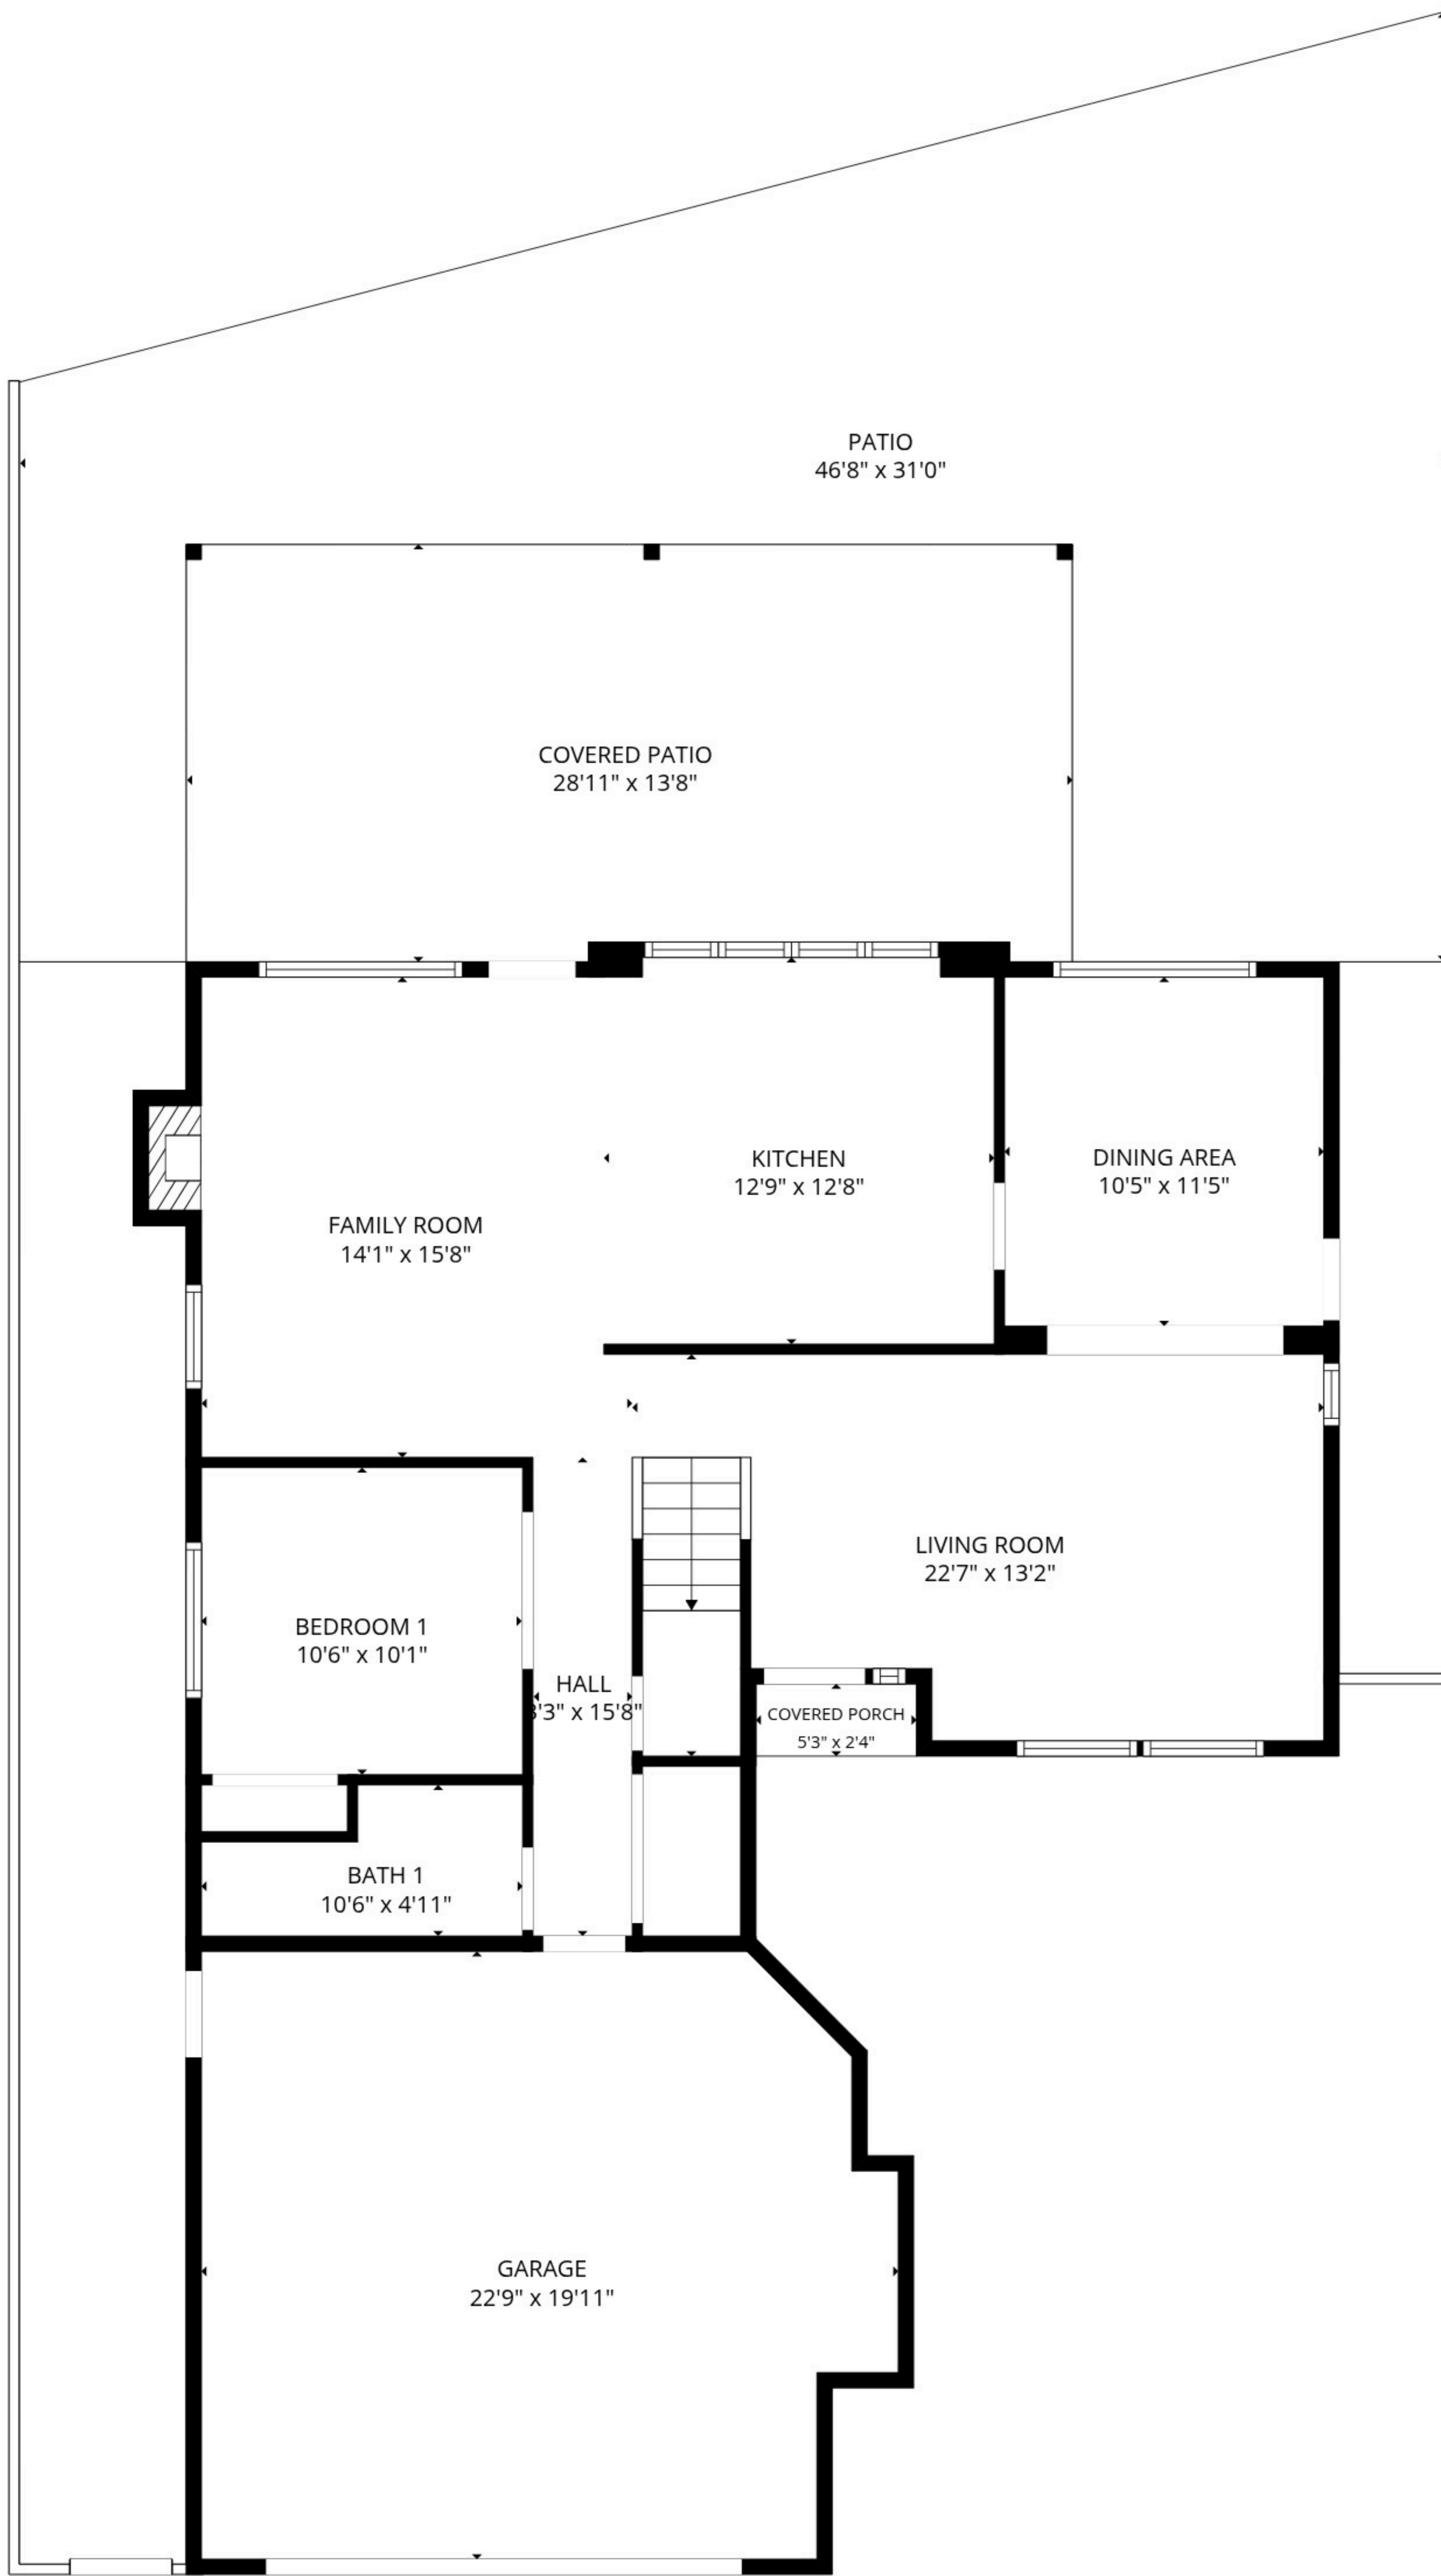 PATIO
46'8" x 31'0"
COVERED PATIO
28'11" x 13'8"
KITCHEN
12'9" x 12'8"
DINING AREA
10'5" x 11'5"
FAMILY ROOM
14'1" x 15'8"
LIVING ROOM
22'7" x 13'2"
BEDROOM 1
10'6" x 10'1"
HALL
3'3" x 15'8"
COVERED PORCH
5'3" x 2'4"
BATH 1
10'6" x 4'11"
GARAGE
22'9" x 19'11"